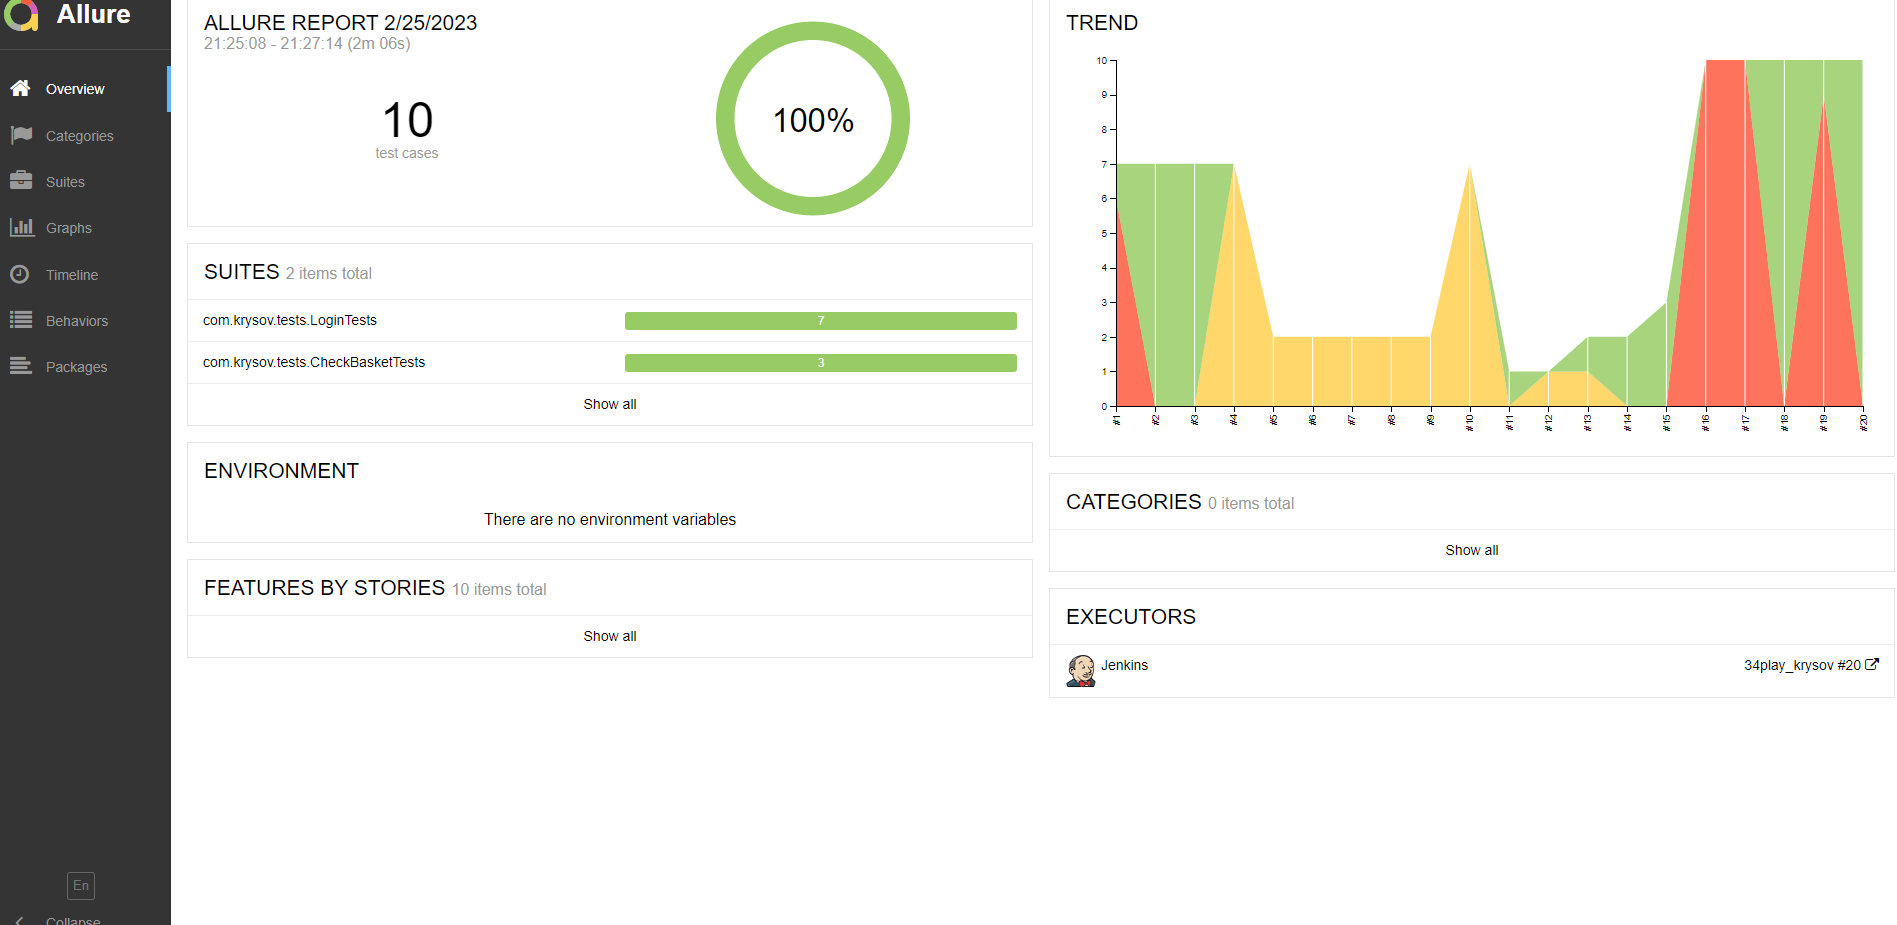 Allure
Overview
Categories
Suites
Graphs
Timeline
Behaviors
Packages
En
Collapse
ALLURE REPORT 2/25/2023
21:25:08 - 21:27:14 (2m 06s)
10
test cases
100%
SUITES 2 items total
com.krysov.tests.LoginTests 7
com.krysov.tests.CheckBasketTests 3
Show all
ENVIRONMENT
There are no environment variables
FEATURES BY STORIES 10 items total
Show all
TREND
10
9
8
7
6
5
4
3
2
1
0
#1 #2 #3 #4 #5 #6 #7 #8 #9 #10 #11 #12 #13 #14 #15 #16 #17 #18 #19 #20
CATEGORIES 0 items total
Show all
EXECUTORS
Jenkins 34play_krysov #20